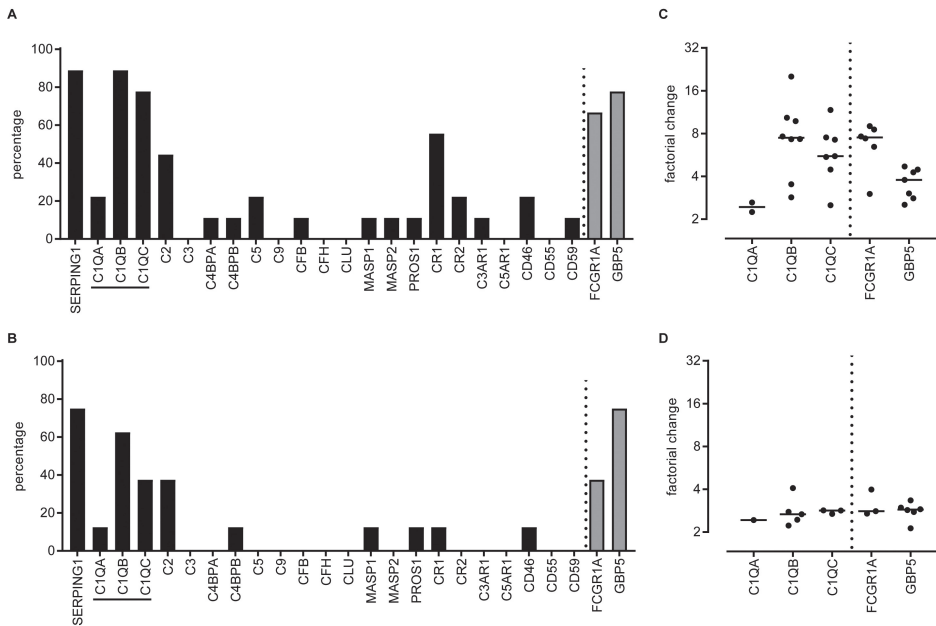 A
100
80
60
40
20
0
percentage
SERPING1
C1QA
C1QB
C1QC
C2
C3
C4BPA
C4BPB
C5
C9
CFB
CFH
CLU
MASP1
MASP2
PROS1
CR1
CR2
C3AR1
C5AR1
CD46
CD55
CD59
FCGR1A
GBP5
C
32
16
8
4
2
factorial change
C1QA
C1QB
C1QC
FCGR1A
GBP5
B
100
80
60
40
20
0
percentage
SERPING1
C1QA
C1QB
C1QC
C2
C3
C4BPA
C4BPB
C5
C9
CFB
CFH
CLU
MASP1
MASP2
PROS1
CR1
CR2
C3AR1
C5AR1
CD46
CD55
CD59
FCGR1A
GBP5
D
32
16
8
4
2
factorial change
C1QA
C1QB
C1QC
FCGR1A
GBP5